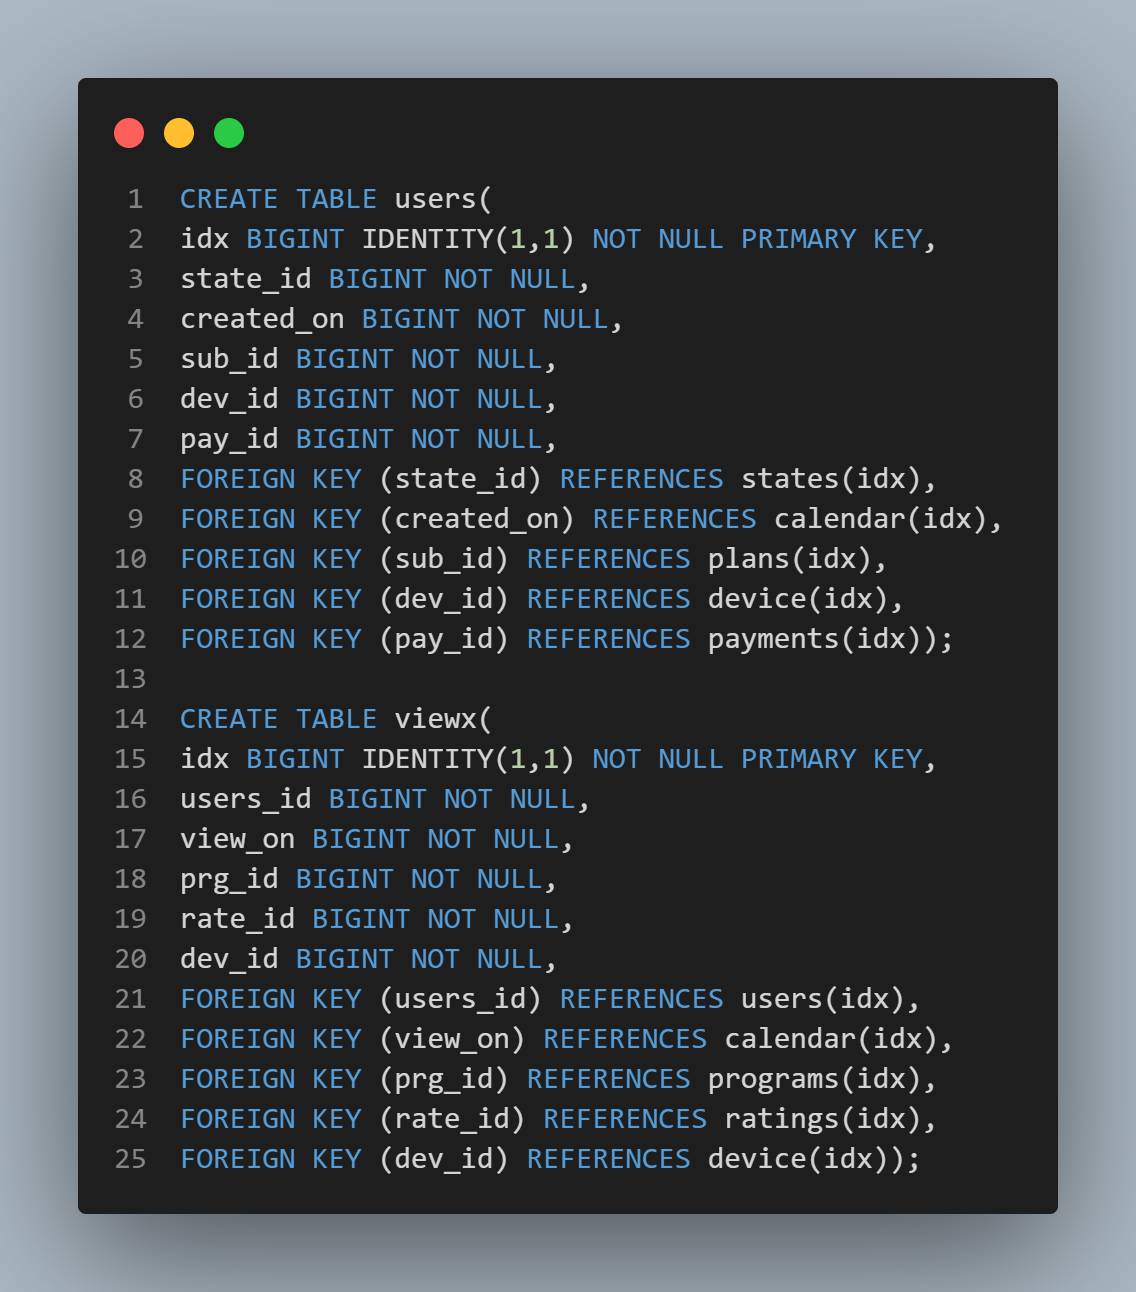 1 CREATE TABLE users(
2 idx BIGINT IDENTITY(1,1) NOT NULL PRIMARY KEY,
3 state_id BIGINT NOT NULL,
4 created_on BIGINT NOT NULL,
5 sub_id BIGINT NOT NULL,
6 dev_id BIGINT NOT NULL,
7 pay_id BIGINT NOT NULL,
8 FOREIGN KEY (state_id) REFERENCES states(idx),
9 FOREIGN KEY (created_on) REFERENCES calendar(idx),
10 FOREIGN KEY (sub_id) REFERENCES plans(idx),
11 FOREIGN KEY (dev_id) REFERENCES device(idx),
12 FOREIGN KEY (pay_id) REFERENCES payments(idx));
13
14 CREATE TABLE viewx(
15 idx BIGINT IDENTITY(1,1) NOT NULL PRIMARY KEY,
16 users_id BIGINT NOT NULL,
17 view_on BIGINT NOT NULL,
18 prg_id BIGINT NOT NULL,
19 rate_id BIGINT NOT NULL,
20 dev_id BIGINT NOT NULL,
21 FOREIGN KEY (users_id) REFERENCES users(idx),
22 FOREIGN KEY (view_on) REFERENCES calendar(idx),
23 FOREIGN KEY (prg_id) REFERENCES programs(idx),
24 FOREIGN KEY (rate_id) REFERENCES ratings(idx),
25 FOREIGN KEY (dev_id) REFERENCES device(idx));